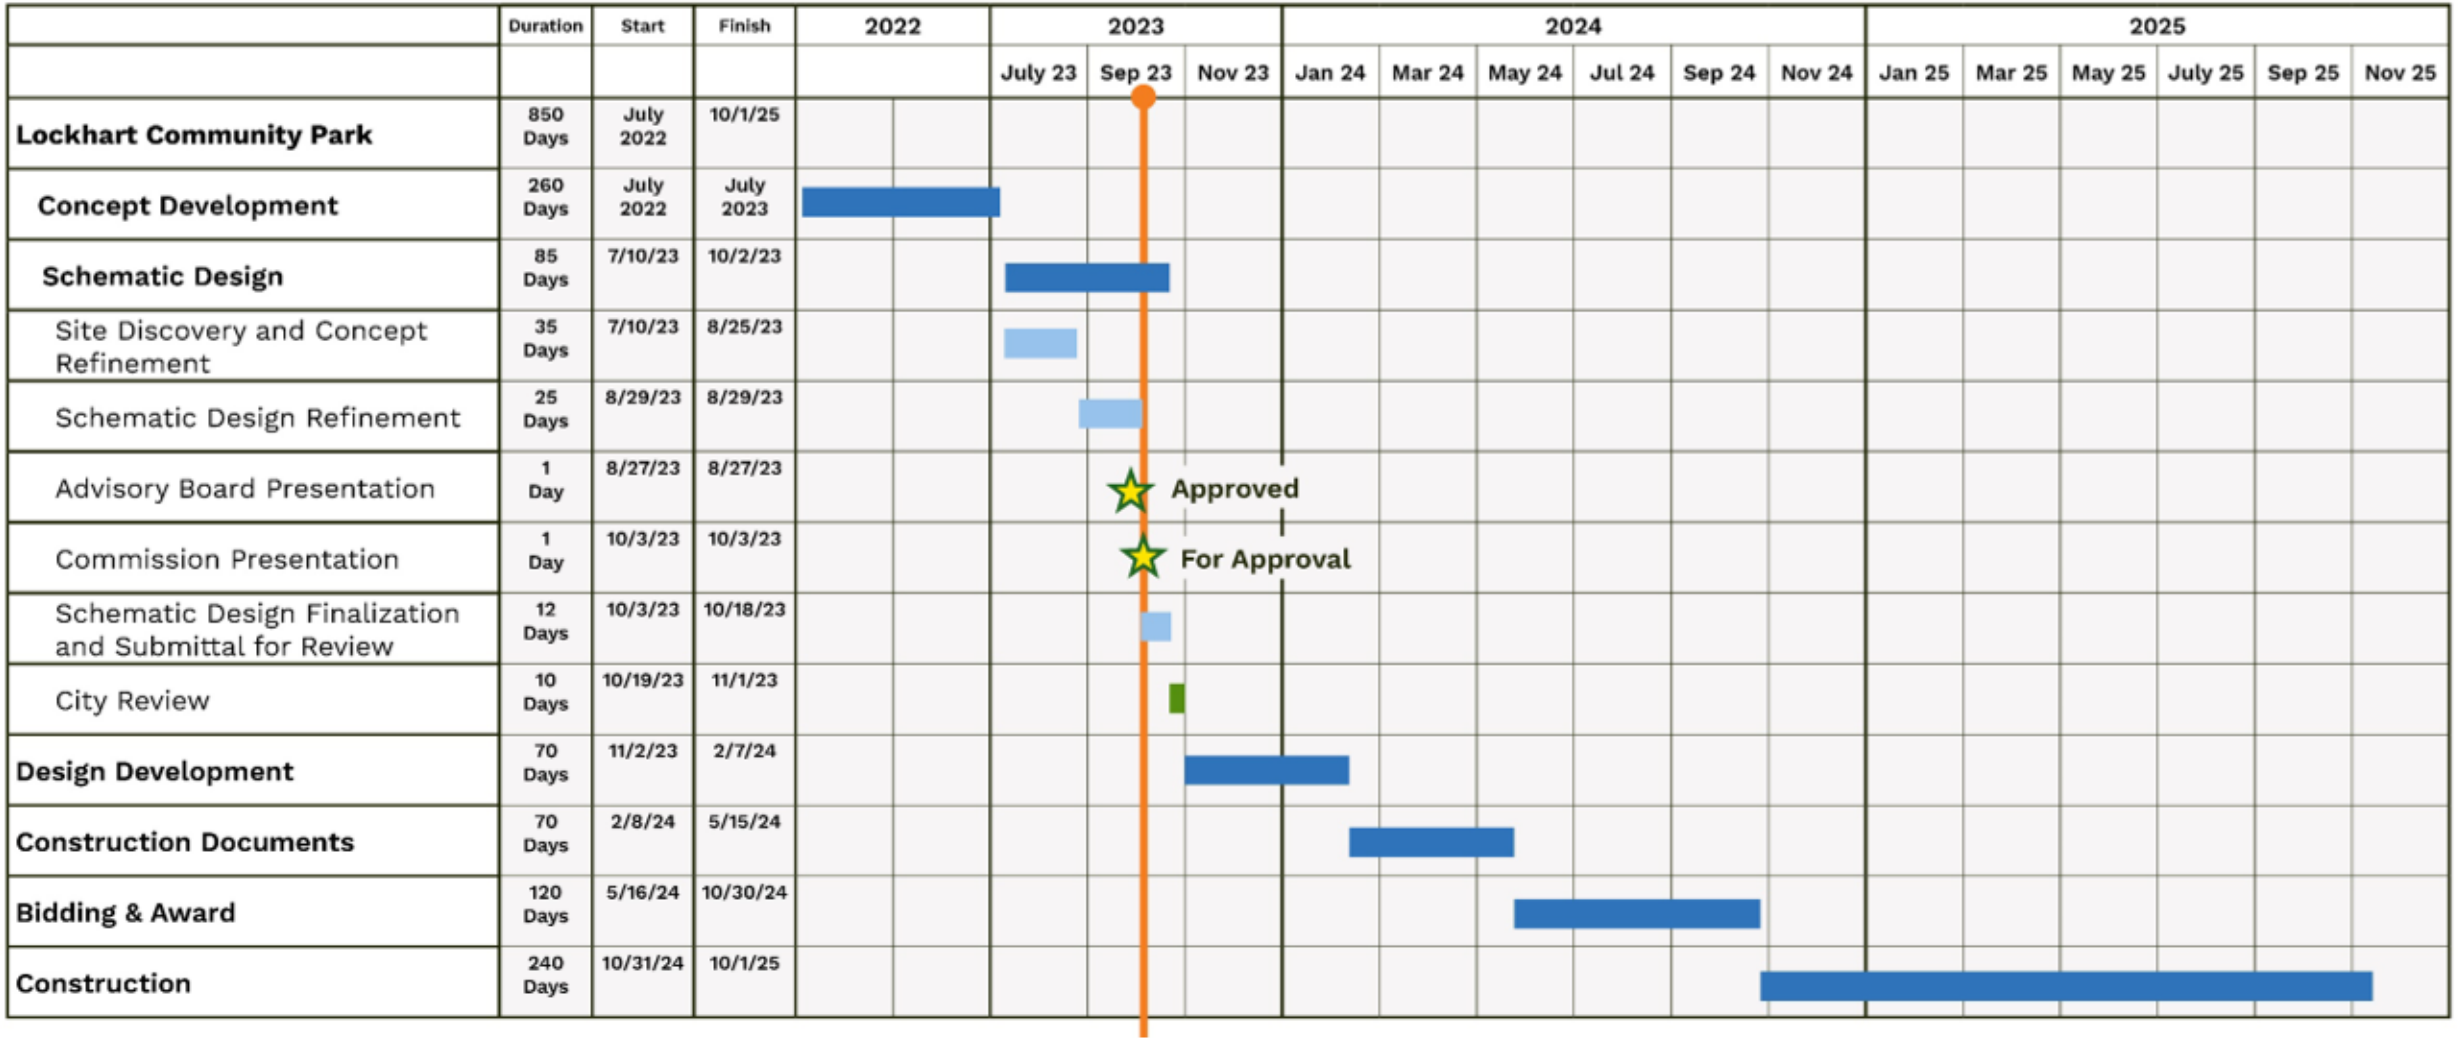 Duration Start Finish 2022 2023 2024 2025
July 23 Sep 23 Nov 23 Jan 24 Mar 24 May 24 Jul 24 Sep 24 Nov 24 Jan 25 Mar 25 May 25 July 25 Sep 25 Nov 25
Lockhart Community Park
850
Days
July
2022
10/1/25
Concept Development
260
Days
July
2022
July
2023
Schematic Design
85
Days
7/10/23
10/2/23
Site Discovery and Concept
Refinement
35
Days
7/10/23
8/25/23
Schematic Design Refinement
25
Days
8/29/23
8/29/23
Advisory Board Presentation
1
Day
8/27/23
8/27/23
Approved
Commission Presentation
1
Day
10/3/23
10/3/23
For Approval
Schematic Design Finalization
and Submittal for Review
12
Days
10/3/23
10/18/23
City Review
10
Days
10/19/23
11/1/23
Design Development
70
Days
11/2/23
2/7/24
Construction Documents
70
Days
2/8/24
5/15/24
Bidding & Award
120
Days
5/16/24
10/30/24
Construction
240
Days
10/31/24
10/1/25